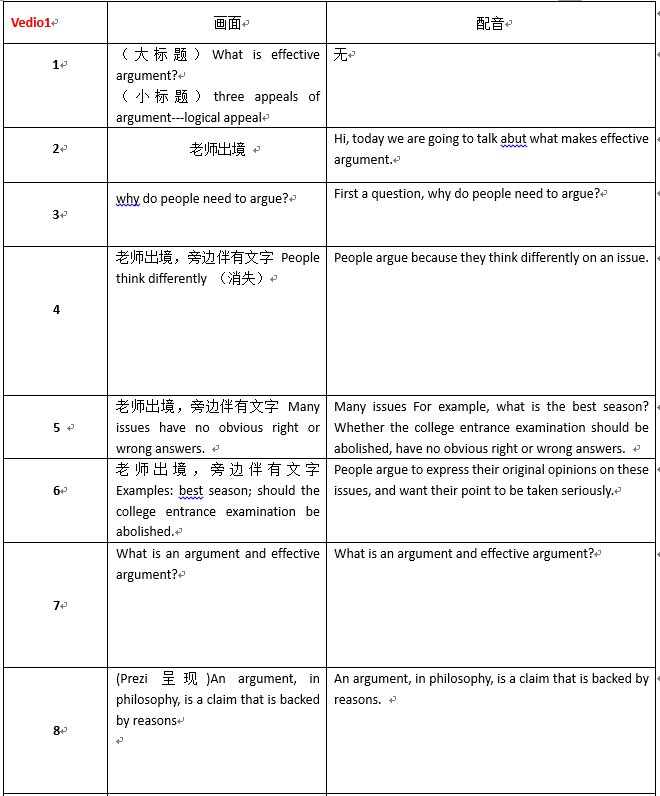 Vedio1
画面
配音
1
（大标题）What is effective
argument?
（小标题）three appeals of
argument---logical appeal
无
2
老师出境
Hi, today we are going to talk abut what makes effective
argument.
3
why do people need to argue?
First a question, why do people need to argue?
4
老师出境，旁边伴有文字 People
think differently （消失）
People argue because they think differently on an issue.
5
老师出境，旁边伴有文字 Many
issues have no obvious right or
wrong answers.
Many issues For example, what is the best season?
Whether the college entrance examination should be
abolished, have no obvious right or wrong answers.
6
老师出境，旁边伴有文字
Examples: best season; should the
college entrance examination be
abolished.
People argue to express their original opinions on these
issues, and want their point to be taken seriously.
7
What is an argument and effective
argument?
What is an argument and effective argument?
8
(Prezi 呈现)An argument, in
philosophy, is a claim that is backed
by reasons
An argument, in philosophy, is a claim that is backed by
reasons.